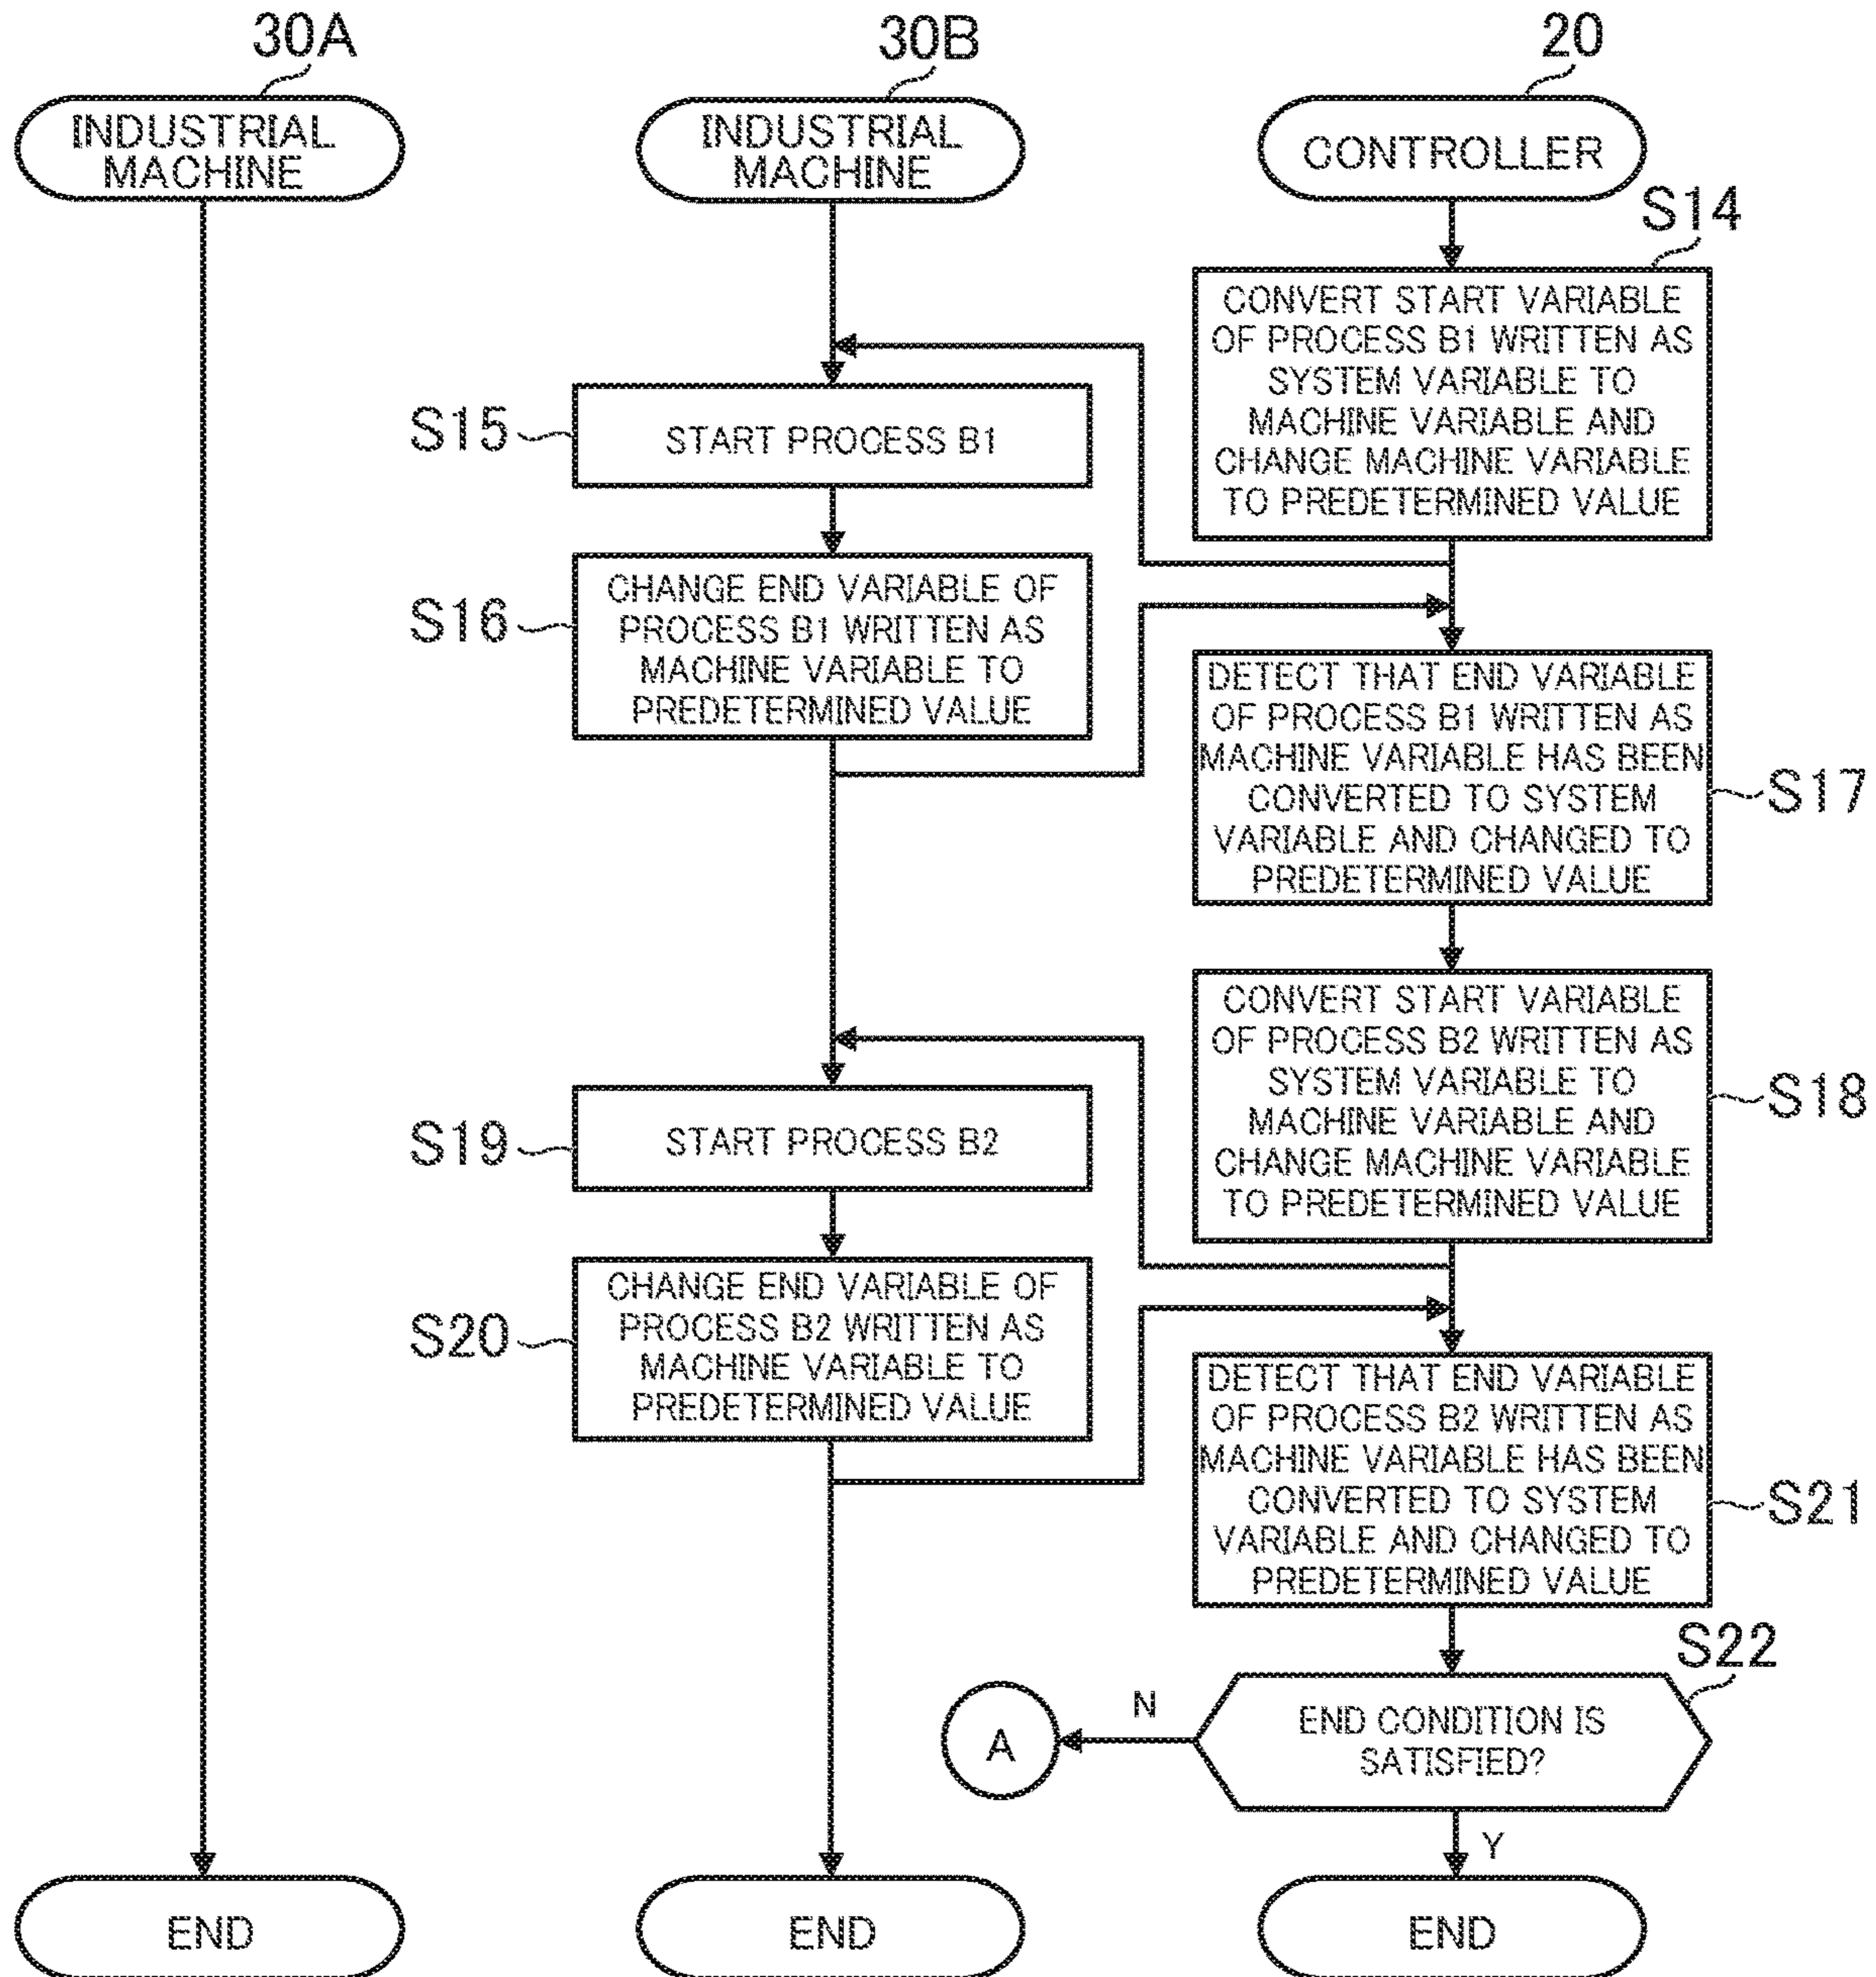 30A
30B
20
INDUSTRIAL
MACHINE
INDUSTRIAL
MACHINE
CONTROLLER
S14
CONVERT START VARIABLE
OF PROCESS B1 WRITTEN AS
SYSTEM VARIABLE TO
MACHINE VARIABLE AND
CHANGE MACHINE VARIABLE
TO PREDETERMINED VALUE
S15
START PROCESS B1
S16
CHANGE END VARIABLE OF
PROCESS B1 WRITTEN AS
MACHINE VARIABLE TO
PREDETERMINED VALUE
DETECT THAT END VARIABLE
OF PROCESS B1 WRITTEN AS
MACHINE VARIABLE HAS BEEN
CONVERTED TO SYSTEM
VARIABLE AND CHANGED TO
PREDETERMINED VALUE
S17
CONVERT START VARIABLE
OF PROCESS B2 WRITTEN AS
SYSTEM VARIABLE TO
MACHINE VARIABLE AND
CHANGE MACHINE VARIABLE
TO PREDETERMINED VALUE
S18
S19
START PROCESS B2
S20
CHANGE END VARIABLE OF
PROCESS B2 WRITTEN AS
MACHINE VARIABLE TO
PREDETERMINED VALUE
DETECT THAT END VARIABLE
OF PROCESS B2 WRITTEN AS
MACHINE VARIABLE HAS BEEN
CONVERTED TO SYSTEM
VARIABLE AND CHANGED TO
PREDETERMINED VALUE
S21
S22
END CONDITION IS
SATISFIED?
N
A
Y
END
END
END